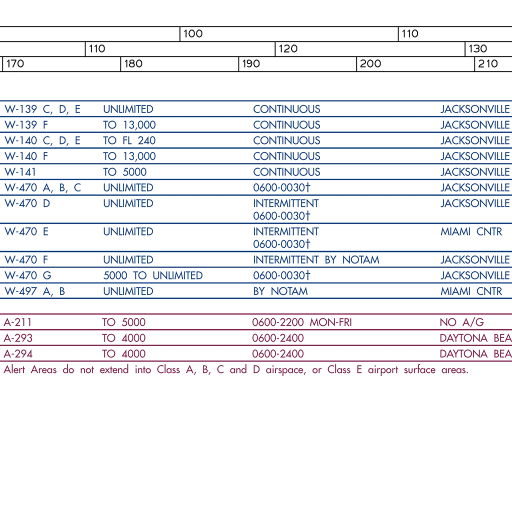 100 110
110 120 130
170 180 190 200 210
W-139 C, D, E UNLIMITED CONTINUOUS JACKSONVILLE
W-139 F TO 13,000 CONTINUOUS JACKSONVILLE
W-140 C, D, E TO FL 240 CONTINUOUS JACKSONVILLE
W-140 F TO 13,000 CONTINUOUS JACKSONVILLE
W-141 TO 5000 CONTINUOUS JACKSONVILLE
W-470 A, B, C UNLIMITED 0600-0030† JACKSONVILLE
W-470 D UNLIMITED INTERMITTENT JACKSONVILLE
0600-0030†
W-470 E UNLIMITED INTERMITTENT MIAMI CNTR
0600-0030†
W-470 F UNLIMITED INTERMITTENT BY NOTAM JACKSONVILLE
W-470 G 5000 TO UNLIMITED 0600-0030† JACKSONVILLE
W-497 A, B UNLIMITED BY NOTAM MIAMI CNTR
A-211 TO 5000 0600-2200 MON-FRI NO A/G
A-293 TO 4000 0600-2400 DAYTONA BEA
A-294 TO 4000 0600-2400 DAYTONA BEA
Alert Areas do not extend into Class A, B, C and D airspace, or Class E airport surface areas.